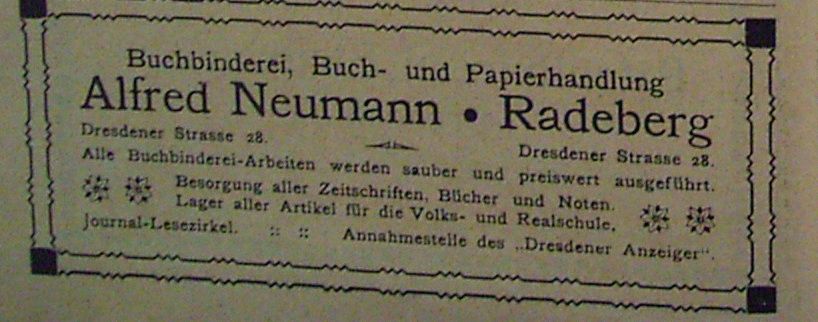 Buchbinderei, Buch- und Papierhandlung
Alfred Neumann • Radeberg
Dresdener Strasse 28. Dresdener Strasse 28.
Alle Buchbinderei-Arbeiten werden sauber und preiswert ausgeführt.
Besorgung aller Zeitschriften, Bücher und Noten.
Lager aller Artikel für die Volks- und Realschule.
Journal-Lesezirkel. :: :: Annahmestelle des „Dresdener Anzeiger“.